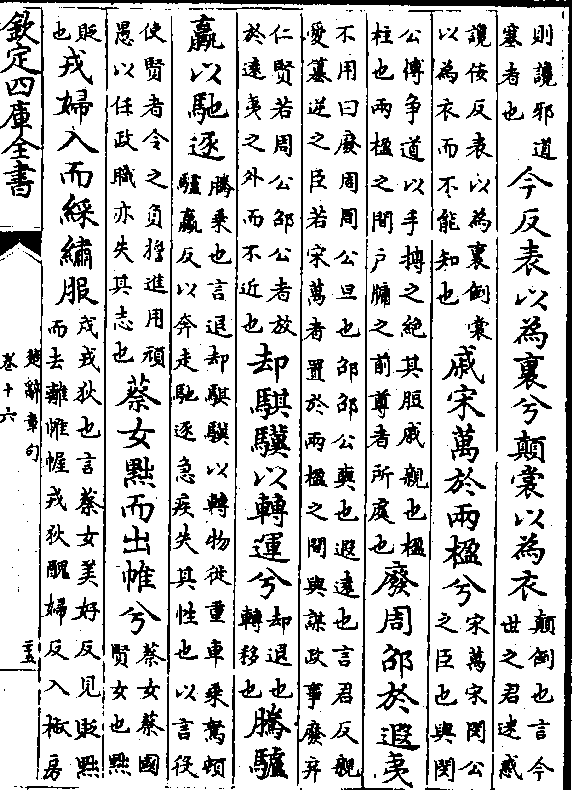 則讒邪道
塞者也
今反表以為裏兮顛裳以為衣
顛倒也言今
世之君迷惑
讒佞反表以為裏倒裳
以為衣而不能知也
戚宋萬於兩楹兮
宋萬宋閔公
之臣也與閔
公博爭道以手搏之絶其脰戚親也楹
柱也兩楹之間户牖之前尊者所處也
廢周邵於遐夷
不用曰廢周周公旦也邵邵公奭也遐遠也言君反親
愛簒逆之臣若宋萬者置於兩楹之間與謀政事廢弃
仁賢若周公邵公者放
於遠夷之外而不近也
却騏驥以轉運兮
却退也
轉移也
騰驢
驘以馳逐
騰乘也言退却騏驥以轉物從重車乘駑頓
驢驘反以奔走馳逐急疾失其性也以言役
使賢者令之負擔進用頑
愚以任政職亦失其志也
蔡女黜而出帷兮
蔡女蔡國
賢女也黜
貶
也
戎婦入而綵繡服
戎戎狄也言蔡女美好反見貶黜
而去離帷幄戎狄醜婦反入椒房
欽定四庫全書
楚辭章句
卷十六
二十五